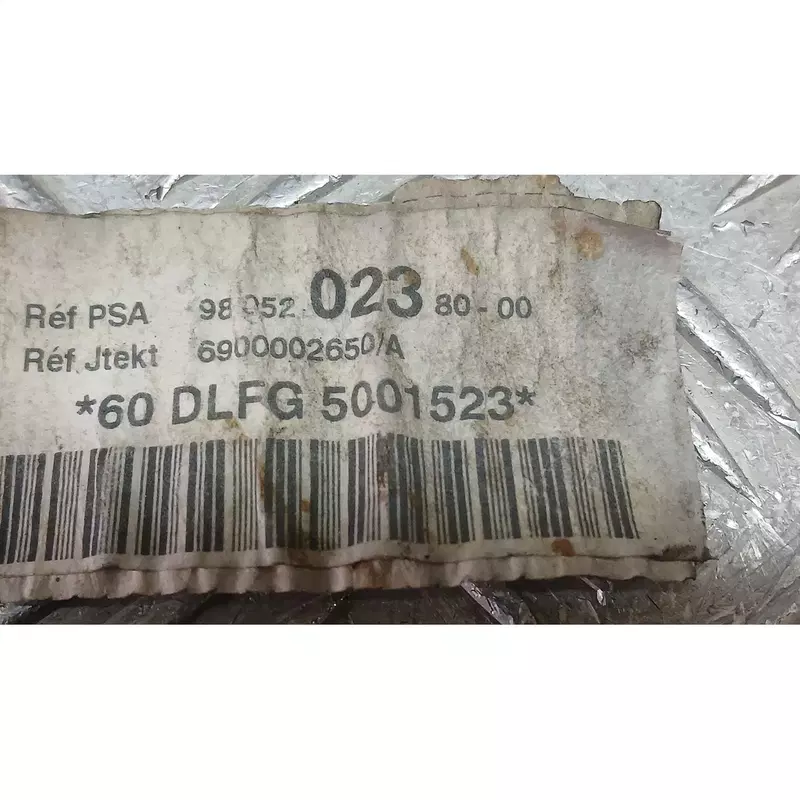 Réf PSA 98 052 023 80-00
Réf Jtekt 6900002650/A
*60 DLFG 5001523*